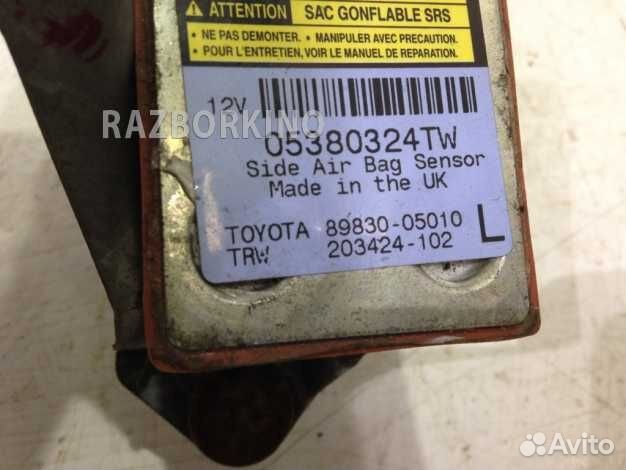 ATTENTION SAC GONFLABLE SRS
• NE PAS DEMONTER. • MANIPULER AVEC PRECAUTION.
• POUR L'ENTRETIEN, VOIR LE MANUEL DE REPARATION.
12V
RAZBORKINO
05380324TW
Side Air Bag Sensor
Made in the UK
TOYOTA 89830-05010 L
TRW 203424-102
Avito